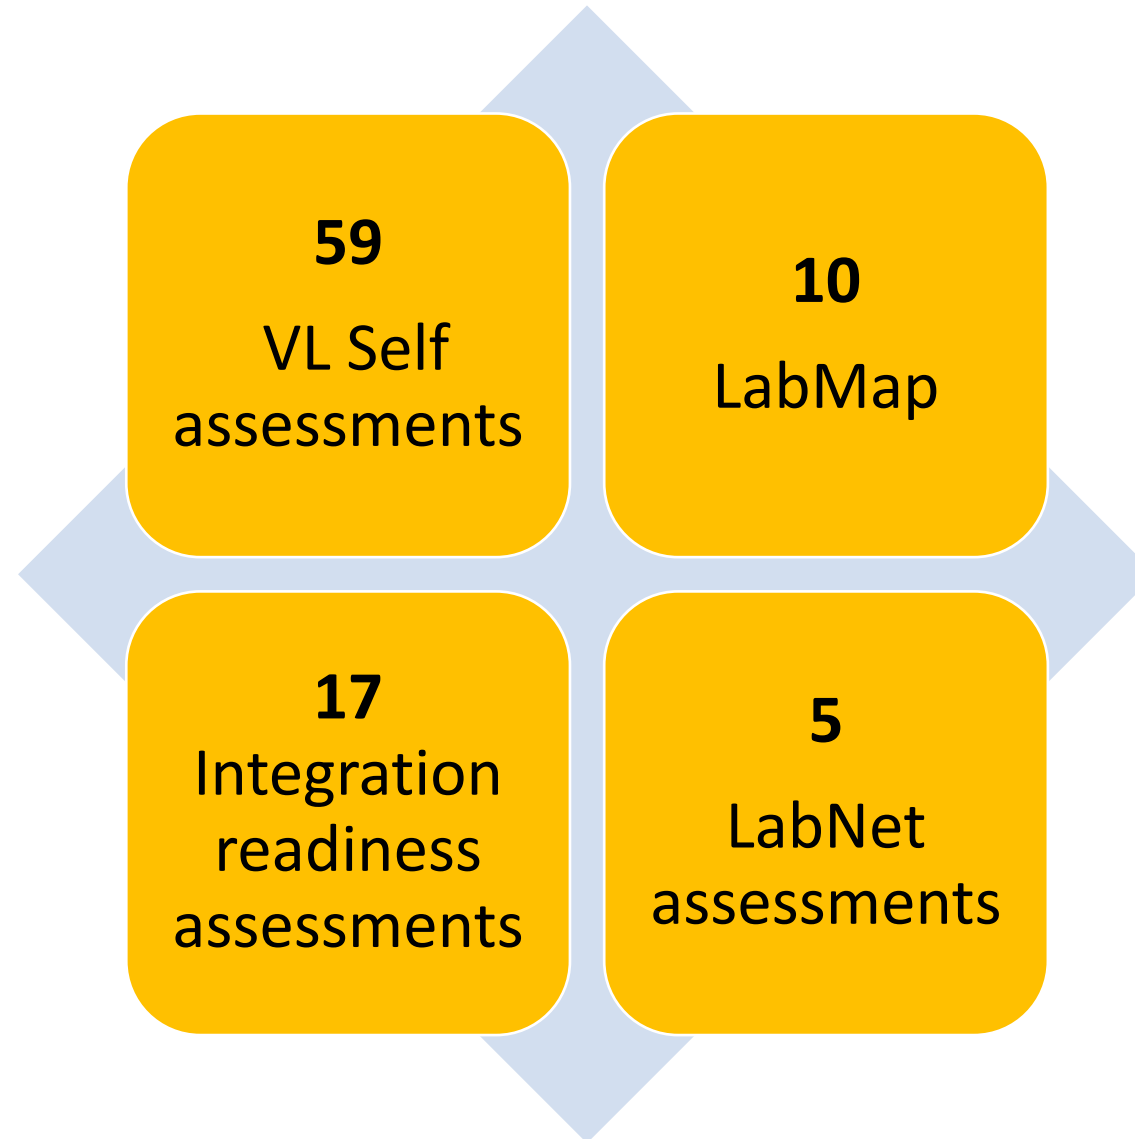 59
VL Self
assessments
10
LabMap
17
Integration
readiness
assessments
5
LabNet
assessments